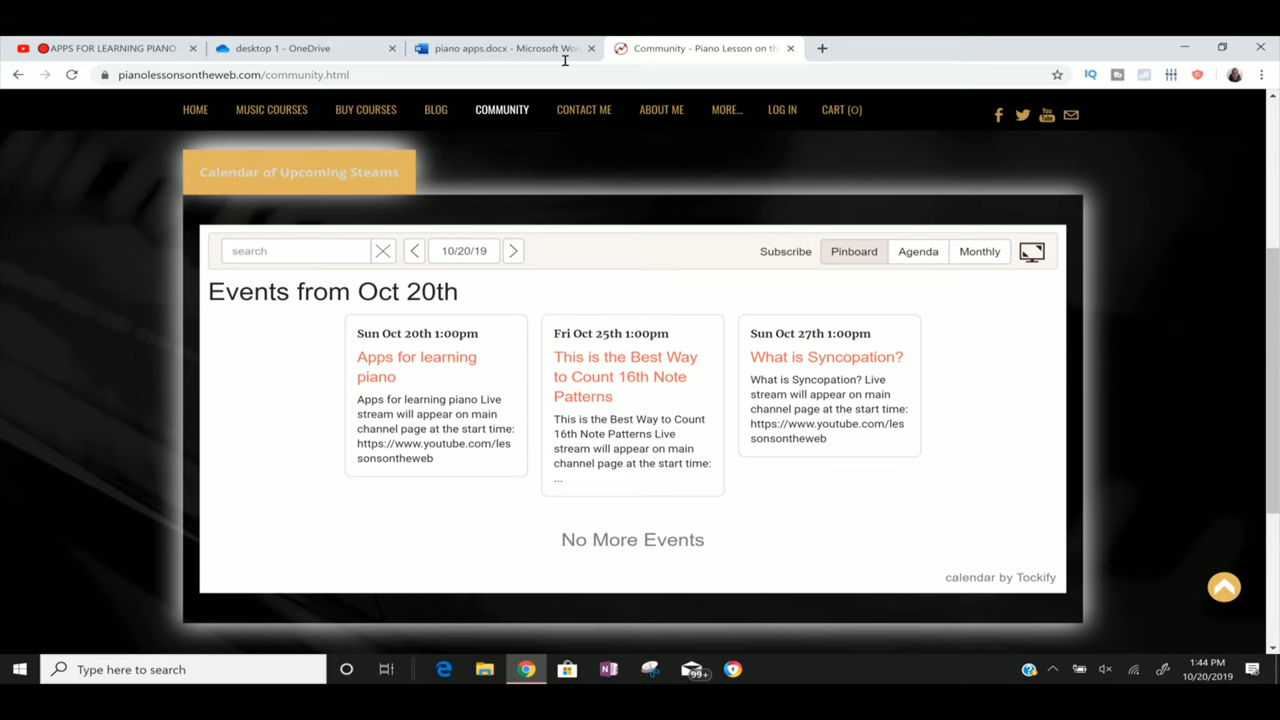 APPS FOR LEARNING PIANO
desktop 1 - OneDrive
piano apps.docx - Microsoft Wo
Community - Piano Lesson on th
pianolessonsontheweb.com/community.html
HOME MUSIC COURSES BUY COURSES BLOG COMMUNITY CONTACT ME ABOUT ME MORE... LOG IN CART (0)
Calendar of Upcoming Steams
search
10/20/19
Subscribe Pinboard Agenda Monthly
Events from Oct 20th
Sun Oct 20th 1:00pm
Apps for learning
piano
Apps for learning piano Live
stream will appear on main
channel page at the start time:
https://www.youtube.com/les
sonsontheweb
Fri Oct 25th 1:00pm
This is the Best Way
to Count 16th Note
Patterns
This is the Best Way to Count
16th Note Patterns Live
stream will appear on main
channel page at the start time:
...
Sun Oct 27th 1:00pm
What is Syncopation?
What is Syncopation? Live
stream will appear on main
channel page at the start time:
https://www.youtube.com/les
sonsontheweb
No More Events
calendar by Tockify
Type here to search
99+
1:44 PM
10/20/2019